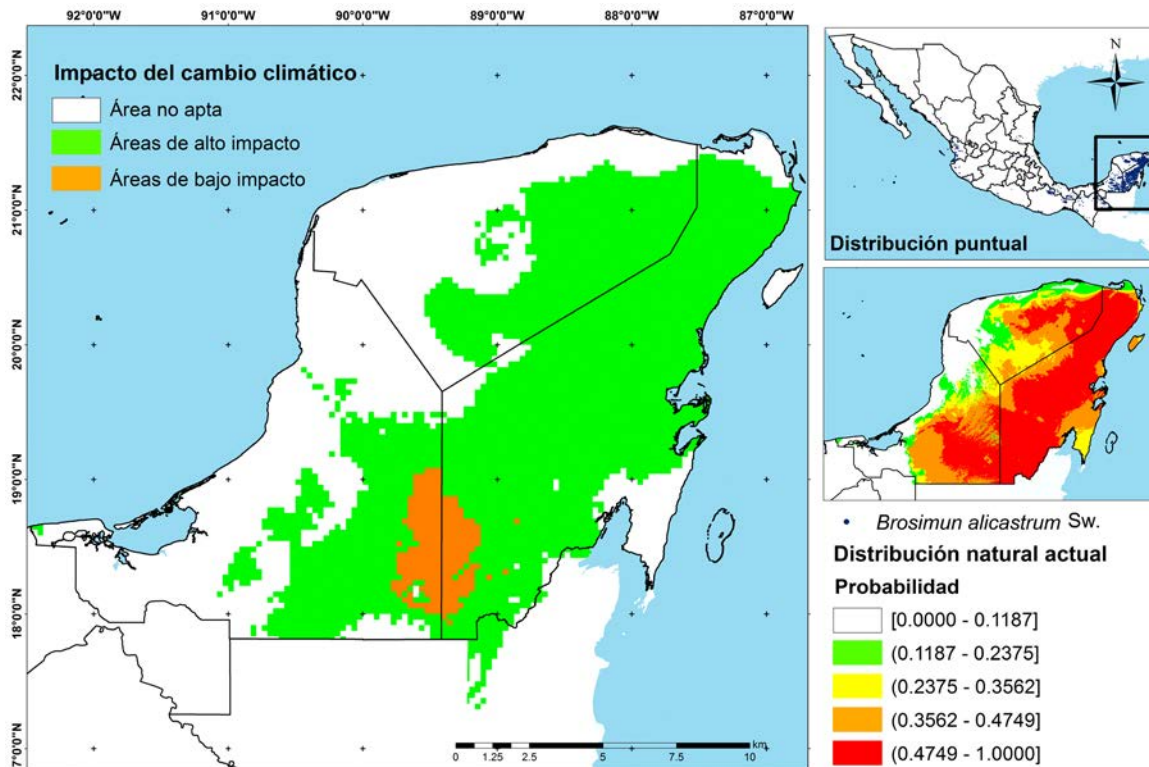 92°0'0"W 91°0'0"W 90°0'0"W 89°0'0"W 88°0'0"W 87°0'0"W
22°0'0"N
21°0'0"N
20°0'0"N
19°0'0"N
18°0'0"N
7°0'0"N
Impacto del cambio climático
Área no apta
Áreas de alto impacto
Áreas de bajo impacto
km
0 1.25 2.5 5 7.5 10
N
Distribución puntual
Brosimun alicastrum Sw.
Distribución natural actual
Probabilidad
[0.0000 - 0.1187]
(0.1187 - 0.2375]
(0.2375 - 0.3562]
(0.3562 - 0.4749]
(0.4749 - 1.0000]